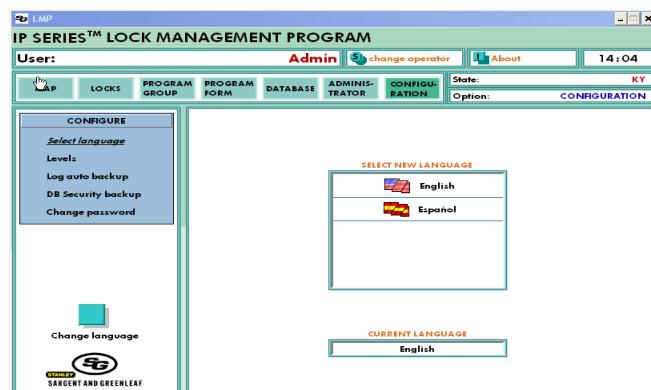 LMP
IP SERIES™ LOCK MANAGEMENT PROGRAM
User: Admin
change operator
About
14:04
LOCKS
PROGRAM GROUP
PROGRAM FORM
DATABASE
ADMINIS-TRATOR
CONFIGU-RATION
State: KY
Option: CONFIGURATION
CONFIGURE
Select language
Levels
Log auto backup
DB Security backup
Change password
SELECT NEW LANGUAGE
English
Español
Change language
CURRENT LANGUAGE
English
STANLEY
SG
SARGENT AND GREENLEAF